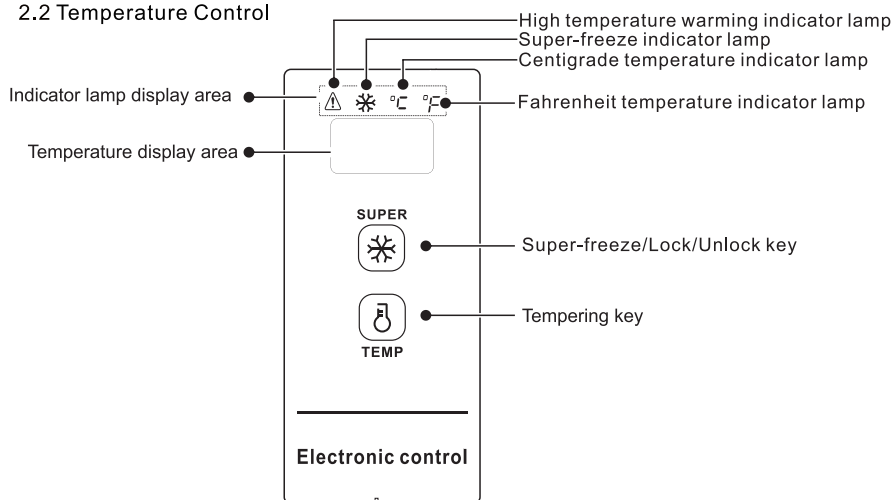 2.2 Temperature Control
High temperature warming indicator lamp
Super-freeze indicator lamp
Centigrade temperature indicator lamp
Indicator lamp display area
°C °F
Fahrenheit temperature indicator lamp
Temperature display area
SUPER
Super-freeze/Lock/Unlock key
Tempering key
TEMP
Electronic control